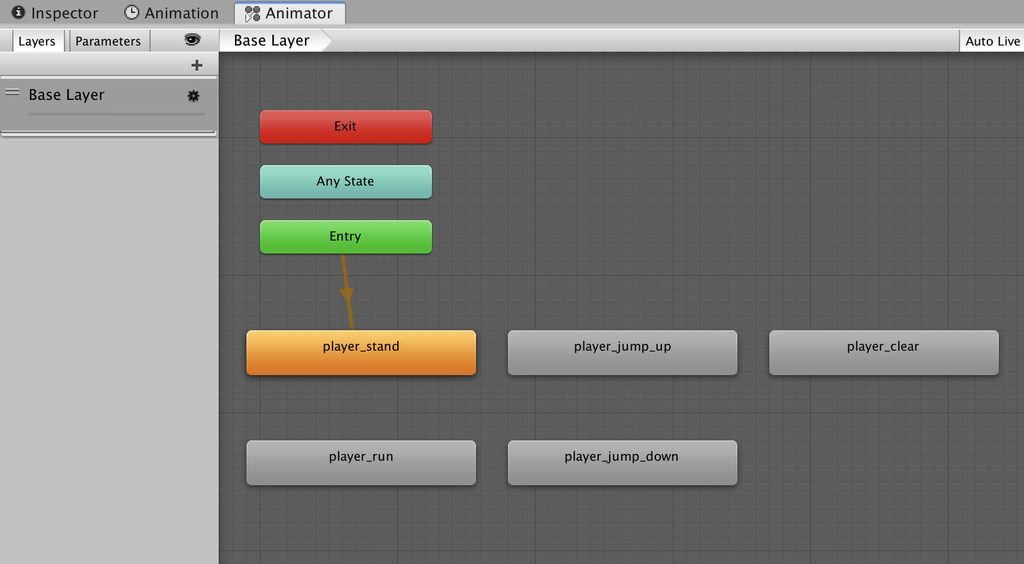 Inspector Animation Animator
Layers Parameters Base Layer Auto Live
Base Layer
Exit
Any State
Entry
player_stand player_jump_up player_clear
player_run player_jump_down